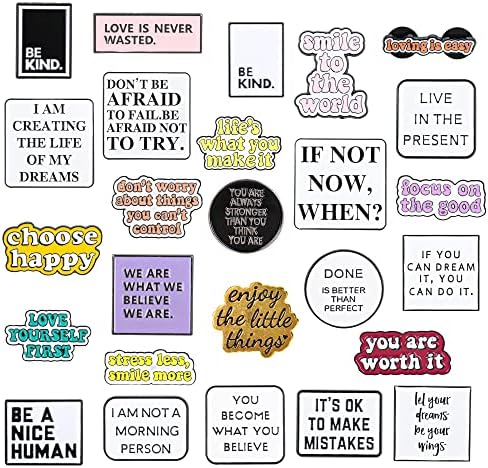 BE
KIND.
LOVE IS NEVER
WASTED.
BE
KIND.
smile
to the
world
loving is easy
I AM
CREATING
THE LIFE
OF MY
DREAMS
DON'T BE
AFRAID
TO FAIL.BE
AFRAID NOT
TO TRY.
life's
what you
make it
IF NOT
NOW,
WHEN?
LIVE
IN THE
PRESENT
don't worry
about things
you can't
control
YOU ARE
ALWAYS
STRONGER
THAN YOU
THINK
YOU ARE
focus on
the good
choose
happy
WE ARE
WHAT WE
BELIEVE
WE ARE.
enjoy
the little
things
DONE
IS BETTER
THAN
PERFECT
IF YOU
CAN DREAM
IT, YOU
CAN DO IT.
LOVE
YOURSELF
FIRST
stress less,
smile more
you are
worth it
BE A
NICE
HUMAN
I AM NOT A
MORNING
PERSON
YOU
BECOME
WHAT YOU
BELIEVE
IT'S OK
TO MAKE
MISTAKES
let your
dreams
be your
wings